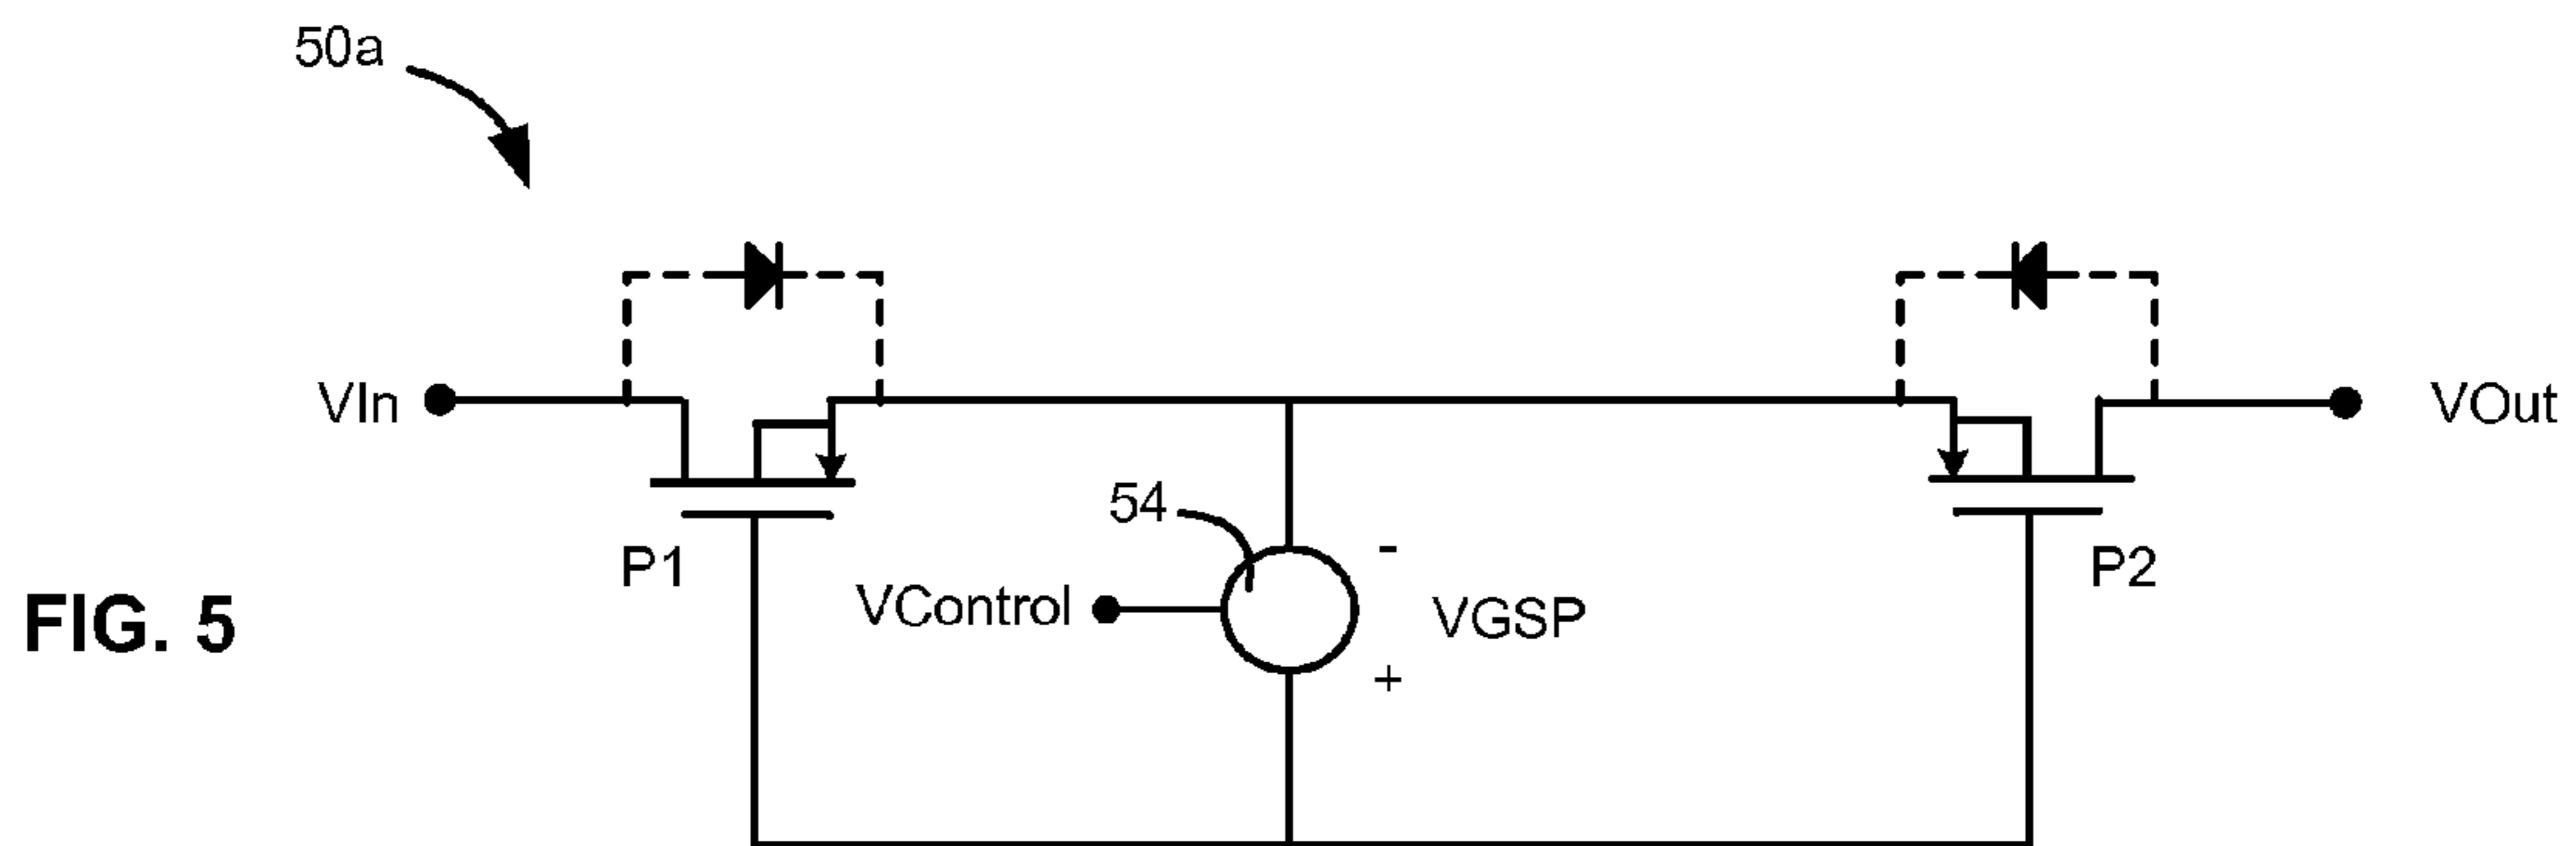 50a
VIn
VOut
54
-
P1
P2
VControl
VGSP
FIG. 5
+